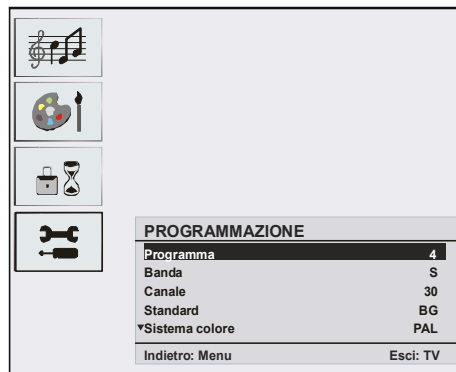 PROGRAMMAZIONE
Programma 4
Banda S
Canale 30
Standard BG
▾Sistema colore PAL
Indietro: Menu Esci: TV